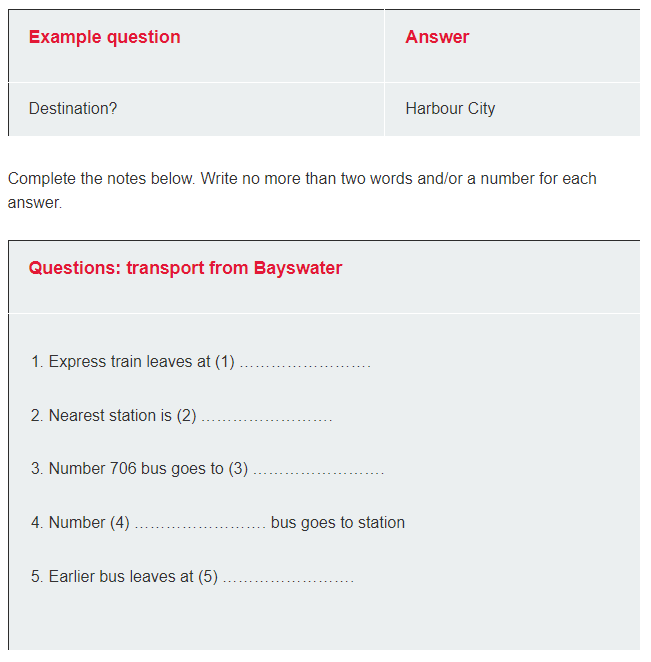 Example question Answer
Destination? Harbour City
Complete the notes below. Write no more than two words and/or a number for each
answer.
Questions: transport from Bayswater
1. Express train leaves at (1) …………………….
2. Nearest station is (2) …………………….
3. Number 706 bus goes to (3) …………………….
4. Number (4) ……………………. bus goes to station
5. Earlier bus leaves at (5) …………………….